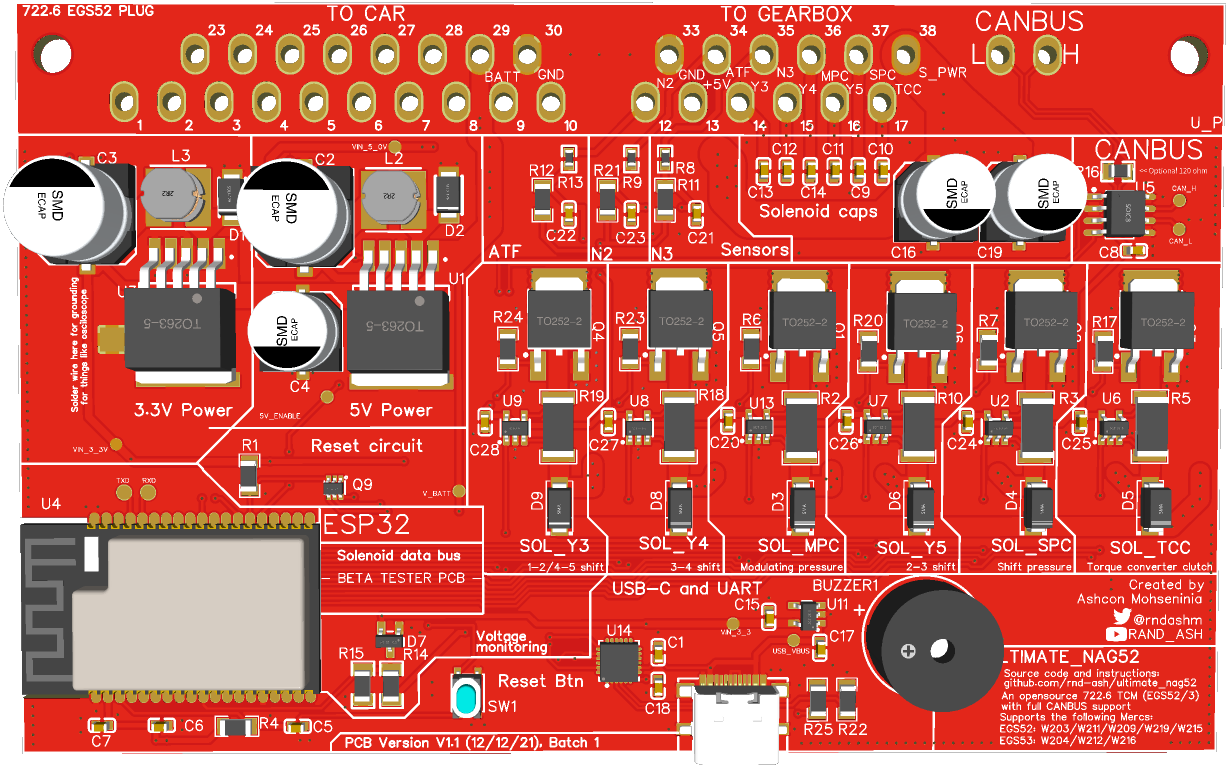 722.6 EGS52 PLUG
TO CAR
TO GEARBOX
CANBUS
23 24 25 26 27 28 29 30
33 34 35 36 37 38
L H
BATT GND
N2 GND +5V ATF Y3 N3 Y4 MPC Y5 SPC TCC S_PWR
1 2 3 4 5 6 7 8 9 10
12 13 14 15 16 17
U_P
VIN_5_0V
C3 L3 C2 L2
2R2 2R2
SMD ECAP
SMD ECAP
D1 D2
R12 R13 R21 R9 R8 R11
C22 C23 C21
ATF N2 N3 Sensors
C13 C12 C14 C11 C9 C10
Solenoid caps
SMD ECAP
SMD ECAP
C16 C19
CANBUS
R16 << Optional 120 ohm
U5
CAN_H
CAN_L
C8
U1
TO263-5 TO263-5
SMD ECAP
C4
Solder wire here for grounding
for things like osciloscope
3.3V Power
5V Power
5V_ENABLE
VIN_3_3V
R24 TO252-2 Q4
R23 TO252-2 Q5
R6 TO252-2 Q1
R20 TO252-2
R7 TO252-2
R17 TO252-2
U9 R19 C28
U8 R18 C27
U13 R2 C20
U7 R10 C26
U2 R3 C24
U6 R5 C25
Reset circuit
R1
Q9
V_BATT
TXD RXD
U4
D9 D8 D3 D6 D4 D5
SMA SMA SMA SMA SMA SMA
SOL_Y3 SOL_Y4 SOL_MPC SOL_Y5 SOL_SPC SOL_TCC
1-2/4-5 shift
3-4 shift
Modulating pressure
2-3 shift
Shift pressure
Torque converter clutch
ESP32
Solenoid data bus
- BETA TESTER PCB -
USB-C and UART
BUZZER1
+
C15 U11
VIN_3_3
USB_VBUS
C17
Created by
Ashcon Mohseninia
@rndashm
RAND_ASH
D7
R15 R14
Voltage
monitoring
U14 C1
C18
Reset Btn
SW1
R25 R22
C7 C6 R4 C5
PCB Version V1.1 (12/12/21), Batch 1
LTIMATE_NAG52
Source code and instructions:
github.com/rnd-ash/ultimate_nag52
An opensource 722.6 TCM (EGS52/3)
with full CANBUS support
Supports the following Mercs:
EGS52: W203/W211/W209/W219/W215
EGS53: W204/W212/W216